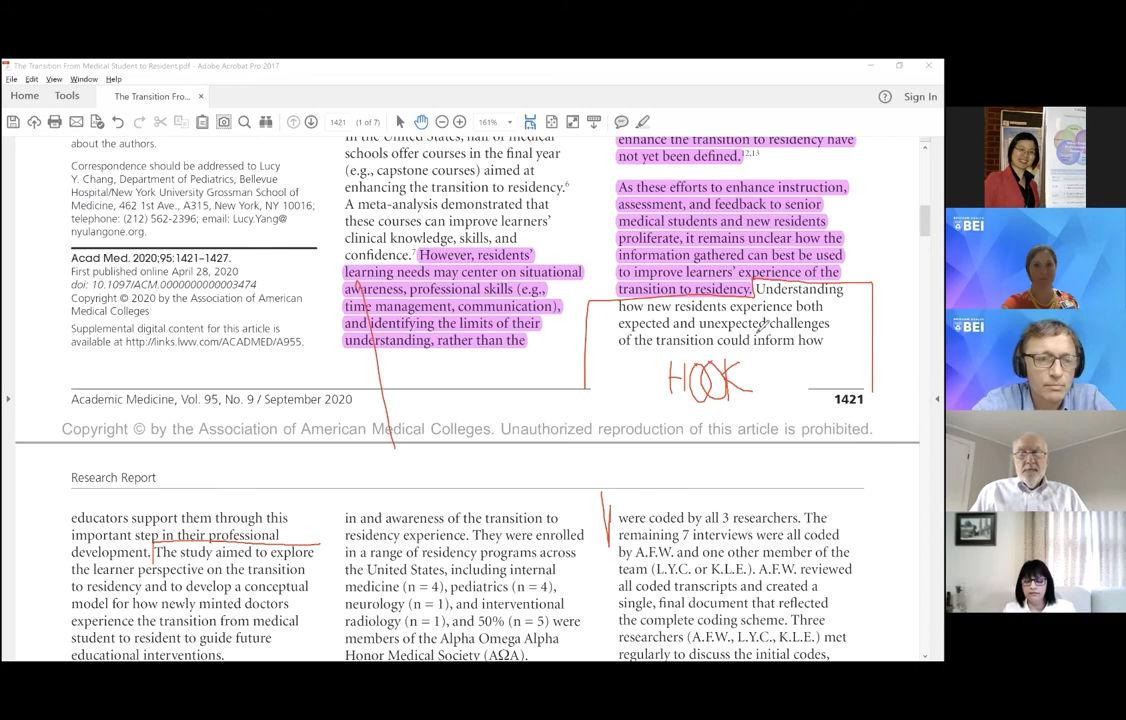 The Transition From Medical Student to Resident.pdf - Adobe Acrobat Pro 2017
File Edit View Window Help
Home Tools The Transition Fro... × Sign In
1421 (1 of 7) 161%
about the authors.
Correspondence should be addressed to Lucy
Y. Chang, Department of Pediatrics, Bellevue
Hospital/New York University Grossman School of
Medicine, 462 1st Ave., A315, New York, NY 10016;
telephone: (212) 562-2396; email: Lucy.Yang@
nyulangone.org.
Acad Med. 2020;95:1421–1427.
First published online April 28, 2020
doi: 10.1097/ACM.0000000000003474
Copyright © 2020 by the Association of American
Medical Colleges
Supplemental digital content for this article is
available at http://links.lww.com/ACADMED/A955.
In the United States, half of medical
schools offer courses in the final year
(e.g., capstone courses) aimed at
enhancing the transition to residency.6
A meta-analysis demonstrated that
these courses can improve learners'
clinical knowledge, skills, and
confidence.7 However, residents'
learning needs may center on situational
awareness, professional skills (e.g.,
time management, communication),
and identifying the limits of their
understanding, rather than the
enhance the transition to residency have
not yet been defined.12,13
As these efforts to enhance instruction,
assessment, and feedback to senior
medical students and new residents
proliferate, it remains unclear how the
information gathered can best be used
to improve learners' experience of the
transition to residency. Understanding
how new residents experience both
expected and unexpected challenges
of the transition could inform how
HOOK
Academic Medicine, Vol. 95, No. 9 / September 2020
1421
Copyright © by the Association of American Medical Colleges. Unauthorized reproduction of this article is prohibited.
Research Report
educators support them through this
important step in their professional
development. The study aimed to explore
the learner perspective on the transition
to residency and to develop a conceptual
model for how newly minted doctors
experience the transition from medical
student to resident to guide future
educational interventions.
in and awareness of the transition to
residency experience. They were enrolled
in a range of residency programs across
the United States, including internal
medicine (n = 4), pediatrics (n = 4),
neurology (n = 1), and interventional
radiology (n = 1), and 50% (n = 5) were
members of the Alpha Omega Alpha
Honor Medical Society (AΩA).
were coded by all 3 researchers. The
remaining 7 interviews were all coded
by A.F.W. and one other member of the
team (L.Y.C. or K.L.E.). A.F.W. reviewed
all coded transcripts and created a
single, final document that reflected
the complete coding scheme. Three
researchers (A.F.W., L.Y.C., K.L.E.) met
regularly to discuss the initial codes,
BEI
BEI